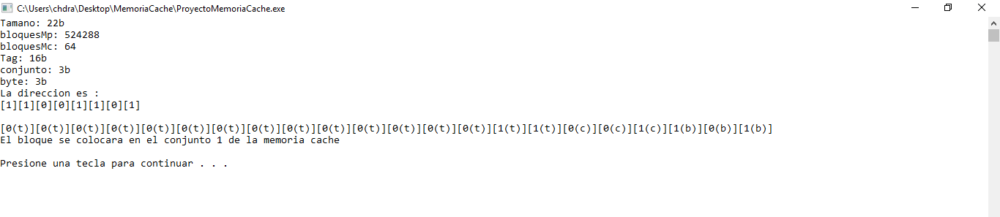 C:\Users\chdra\Desktop\MemoriaCache\ProyectoMemoriaCache.exe
Tamano: 22b
bloquesMp: 524288
bloquesMc: 64
Tag: 16b
conjunto: 3b
byte: 3b
La direccion es :
[1][1][0][0][1][1][0][1]
[0(t)][0(t)][0(t)][0(t)][0(t)][0(t)][0(t)][0(t)][0(t)][0(t)][0(t)][0(t)][0(t)][0(t)][1(t)][1(t)][0(c)][0(c)][1(c)][1(b)][0(b)][1(b)]
El bloque se colocara en el conjunto 1 de la memoria cache
Presione una tecla para continuar . . .